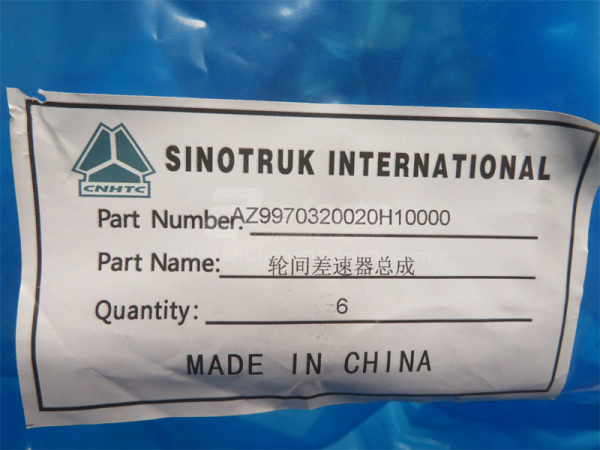 SINOTRUK INTERNATIONAL
CNHTC
Part Number: AZ9970320020H10000
Part Name: 轮间差速器总成
Quantity: 6
MADE IN CHINA